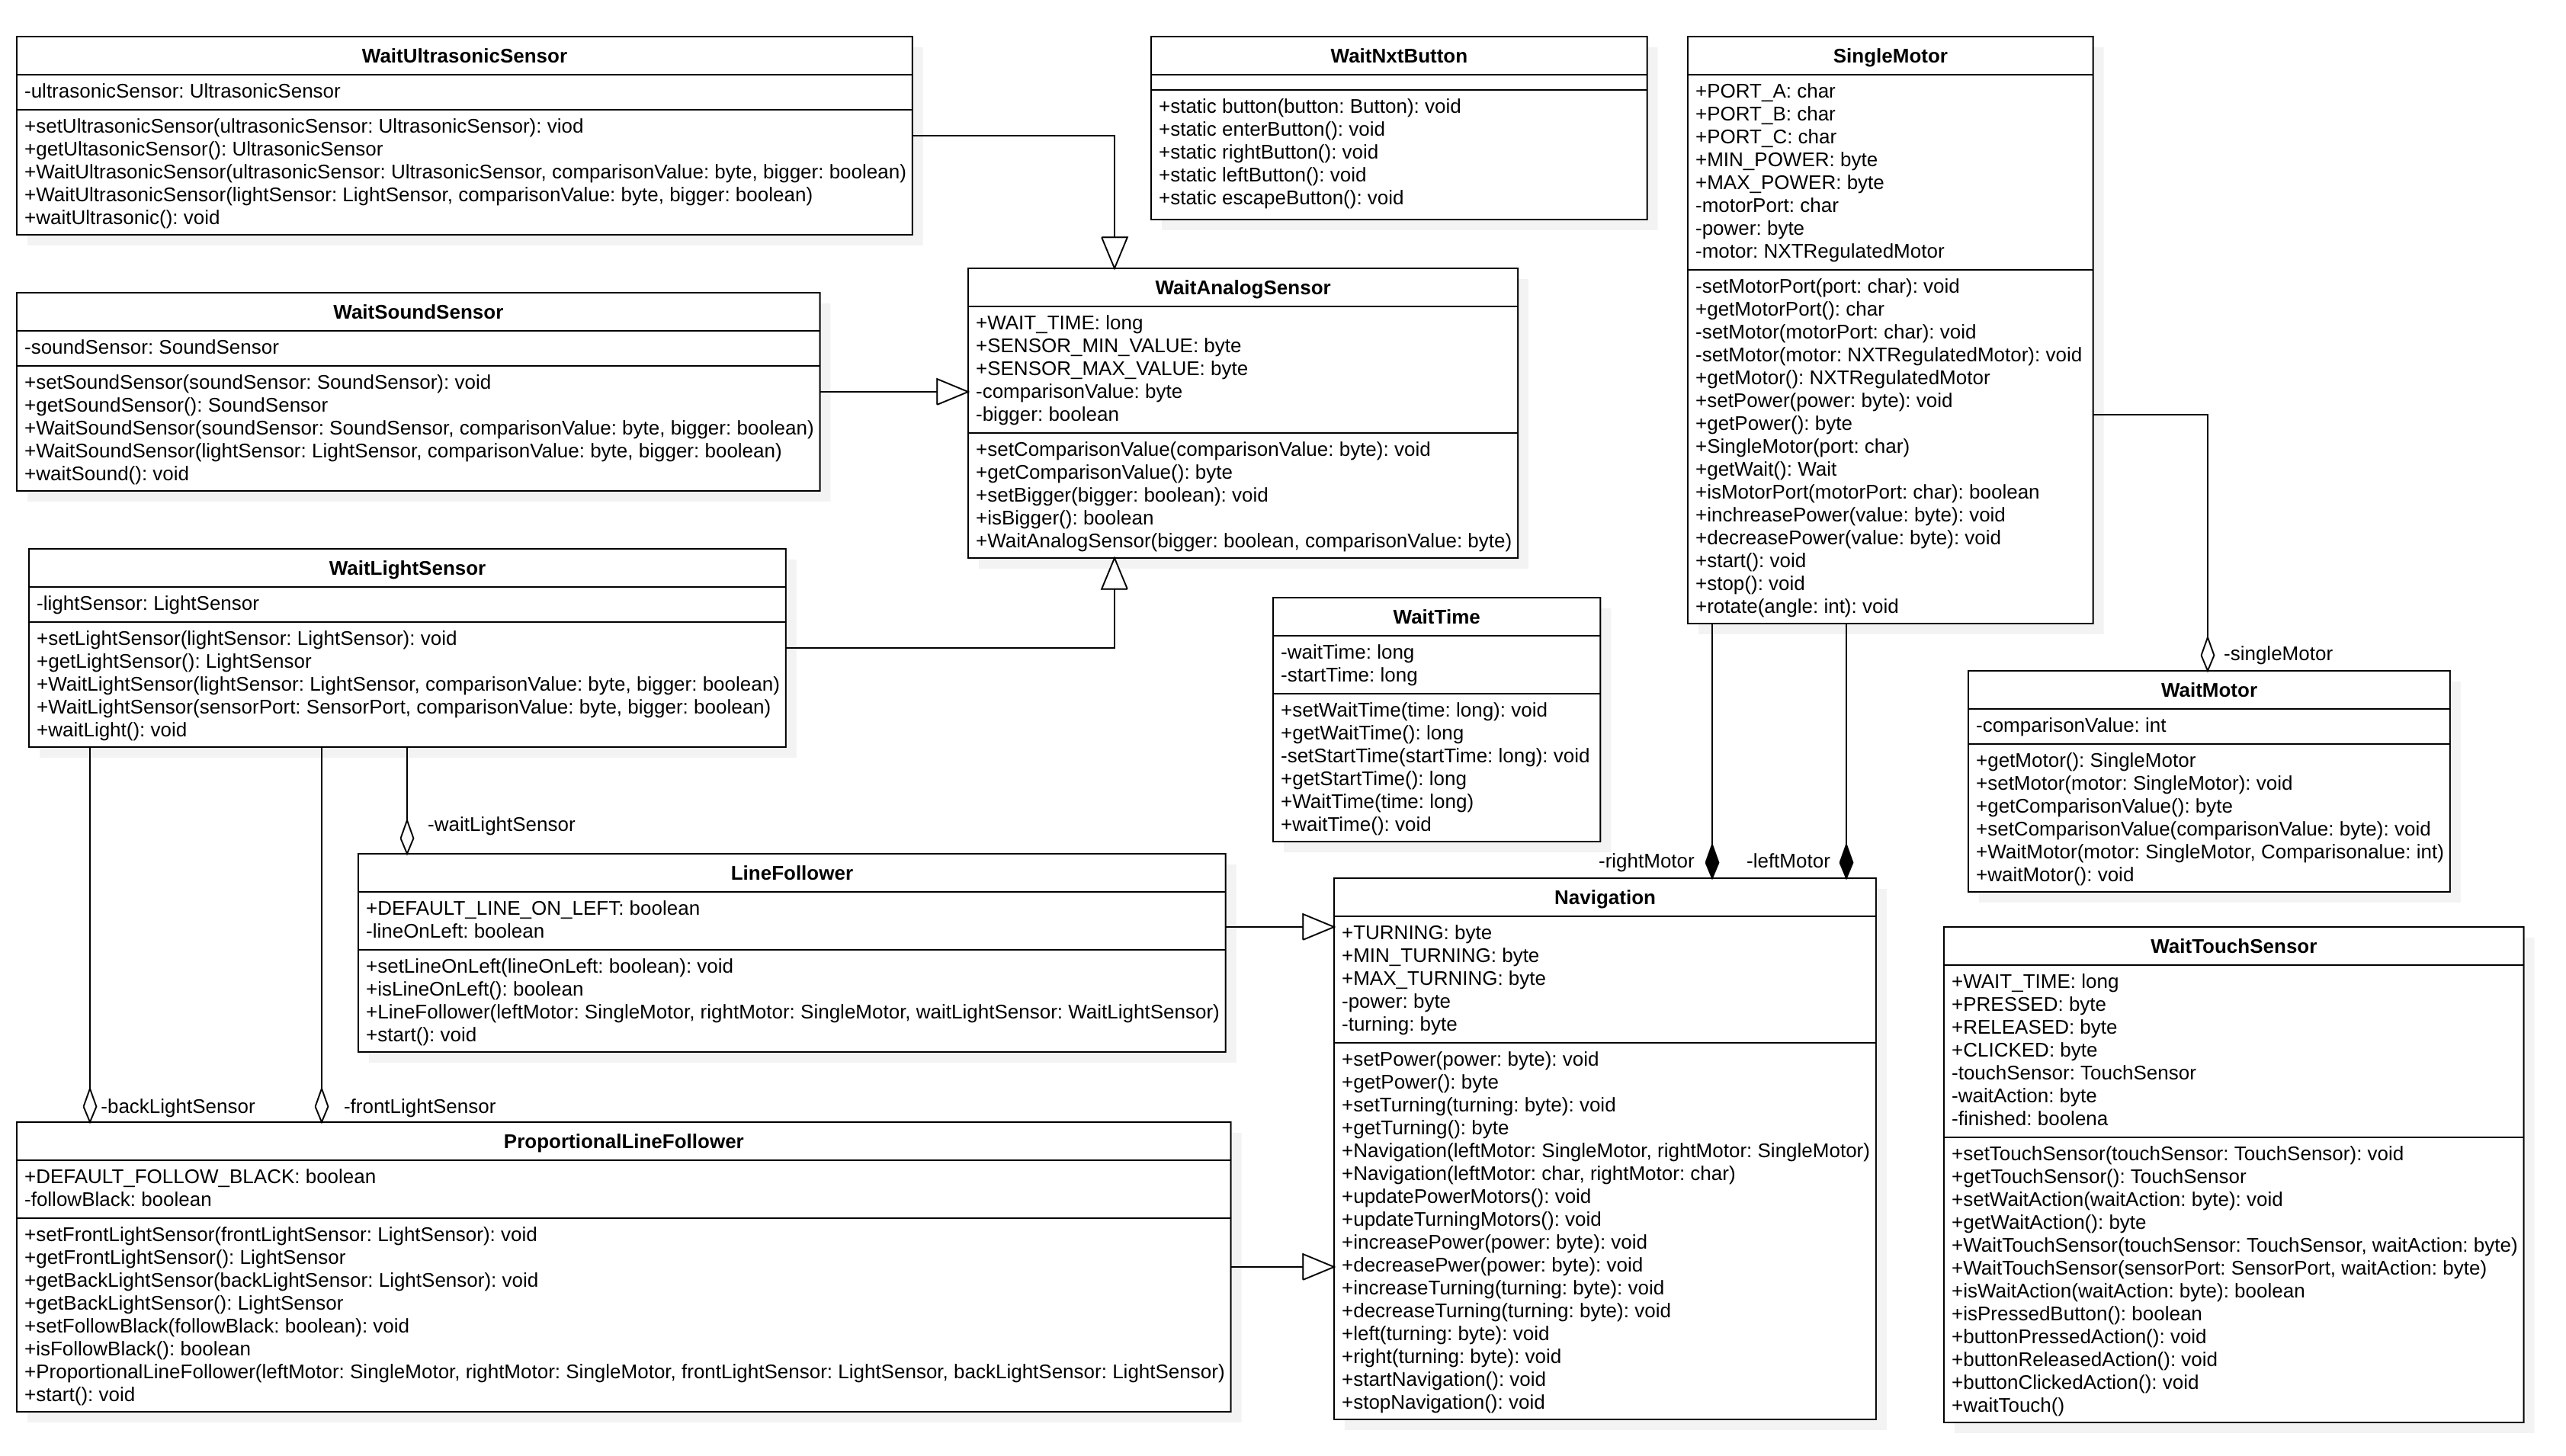 WaitUltrasonicSensor
-ultrasonicSensor: UltrasonicSensor
+setUltrasonicSensor(ultrasonicSensor: UltrasonicSensor): viod
+getUltasonicSensor(): UltrasonicSensor
+WaitUltrasonicSensor(ultrasonicSensor: UltrasonicSensor, comparisonValue: byte, bigger: boolean)
+WaitUltrasonicSensor(lightSensor: LightSensor, comparisonValue: byte, bigger: boolean)
+waitUltrasonic(): void
WaitNxtButton
+static button(button: Button): void
+static enterButton(): void
+static rightButton(): void
+static leftButton(): void
+static escapeButton(): void
SingleMotor
+PORT_A: char
+PORT_B: char
+PORT_C: char
+MIN_POWER: byte
+MAX_POWER: byte
-motorPort: char
-power: byte
-motor: NXTRegulatedMotor
-setMotorPort(port: char): void
+getMotorPort(): char
-setMotor(motorPort: char): void
-setMotor(motor: NXTRegulatedMotor): void
+getMotor(): NXTRegulatedMotor
+setPower(power: byte): void
+getPower(): byte
+SingleMotor(port: char)
+getWait(): Wait
+isMotorPort(motorPort: char): boolean
+inchreasePower(value: byte): void
+decreasePower(value: byte): void
+start(): void
+stop(): void
+rotate(angle: int): void
WaitSoundSensor
-soundSensor: SoundSensor
+setSoundSensor(soundSensor: SoundSensor): void
+getSoundSensor(): SoundSensor
+WaitSoundSensor(soundSensor: SoundSensor, comparisonValue: byte, bigger: boolean)
+WaitSoundSensor(lightSensor: LightSensor, comparisonValue: byte, bigger: boolean)
+waitSound(): void
WaitAnalogSensor
+WAIT_TIME: long
+SENSOR_MIN_VALUE: byte
+SENSOR_MAX_VALUE: byte
-comparisonValue: byte
-bigger: boolean
+setComparisonValue(comparisonValue: byte): void
+getComparisonValue(): byte
+setBigger(bigger: boolean): void
+isBigger(): boolean
+WaitAnalogSensor(bigger: boolean, comparisonValue: byte)
WaitLightSensor
-lightSensor: LightSensor
+setLightSensor(lightSensor: LightSensor): void
+getLightSensor(): LightSensor
+WaitLightSensor(lightSensor: LightSensor, comparisonValue: byte, bigger: boolean)
+WaitLightSensor(sensorPort: SensorPort, comparisonValue: byte, bigger: boolean)
+waitLight(): void
WaitTime
-waitTime: long
-startTime: long
+setWaitTime(time: long): void
+getWaitTime(): long
-setStartTime(startTime: long): void
+getStartTime(): long
+WaitTime(time: long)
+waitTime(): void
-singleMotor
WaitMotor
-comparisonValue: int
+getMotor(): SingleMotor
+setMotor(motor: SingleMotor): void
+getComparisonValue(): byte
+setComparisonValue(comparisonValue: byte): void
+WaitMotor(motor: SingleMotor, Comparisonalue: int)
+waitMotor(): void
-waitLightSensor
LineFollower
+DEFAULT_LINE_ON_LEFT: boolean
-lineOnLeft: boolean
+setLineOnLeft(lineOnLeft: boolean): void
+isLineOnLeft(): boolean
+LineFollower(leftMotor: SingleMotor, rightMotor: SingleMotor, waitLightSensor: WaitLightSensor)
+start(): void
-rightMotor
-leftMotor
Navigation
+TURNING: byte
+MIN_TURNING: byte
+MAX_TURNING: byte
-power: byte
-turning: byte
+setPower(power: byte): void
+getPower(): byte
+setTurning(turning: byte): void
+getTurning(): byte
+Navigation(leftMotor: SingleMotor, rightMotor: SingleMotor)
+Navigation(leftMotor: char, rightMotor: char)
+updatePowerMotors(): void
+updateTurningMotors(): void
+increasePower(power: byte): void
+decreasePwer(power: byte): void
+increaseTurning(turning: byte): void
+decreaseTurning(turning: byte): void
+left(turning: byte): void
+right(turning: byte): void
+startNavigation(): void
+stopNavigation(): void
WaitTouchSensor
+WAIT_TIME: long
+PRESSED: byte
+RELEASED: byte
+CLICKED: byte
-touchSensor: TouchSensor
-waitAction: byte
-finished: boolena
+setTouchSensor(touchSensor: TouchSensor): void
+getTouchSensor(): TouchSensor
+setWaitAction(waitAction: byte): void
+getWaitAction(): byte
+WaitTouchSensor(touchSensor: TouchSensor, waitAction: byte)
+WaitTouchSensor(sensorPort: SensorPort, waitAction: byte)
+isWaitAction(waitAction: byte): boolean
+isPressedButton(): boolean
+buttonPressedAction(): void
+buttonReleasedAction(): void
+buttonClickedAction(): void
+waitTouch()
-backLightSensor
-frontLightSensor
ProportionalLineFollower
+DEFAULT_FOLLOW_BLACK: boolean
-followBlack: boolean
+setFrontLightSensor(frontLightSensor: LightSensor): void
+getFrontLightSensor(): LightSensor
+getBackLightSensor(backLightSensor: LightSensor): void
+getBackLightSensor(): LightSensor
+setFollowBlack(followBlack: boolean): void
+isFollowBlack(): boolean
+ProportionalLineFollower(leftMotor: SingleMotor, rightMotor: SingleMotor, frontLightSensor: LightSensor, backLightSensor: LightSensor)
+start(): void